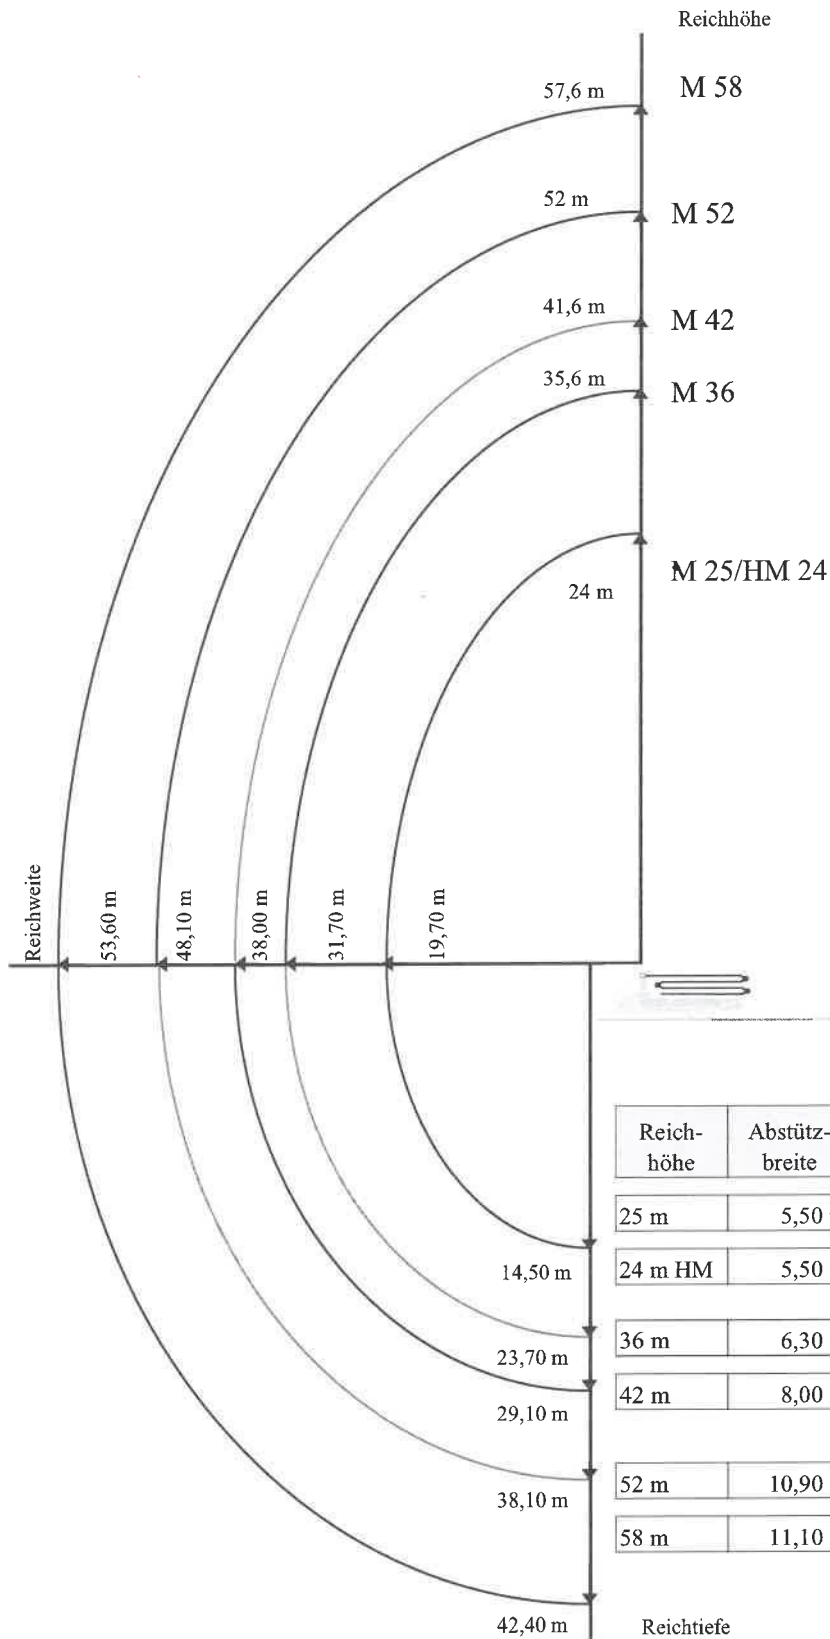 Reichhöhe
57,6 m
M 58
52 m
M 52
41,6 m
M 42
35,6 m
M 36
24 m
M 25/HM 24
Reichweite
53,60 m
48,10 m
38,00 m
31,70 m
19,70 m
Reich-
höhe
Abstütz-
breite
25 m 5,50
24 m HM 5,50
36 m 6,30
42 m 8,00
52 m 10,90
58 m 11,10
14,50 m
23,70 m
29,10 m
38,10 m
42,40 m
Reichtiefe